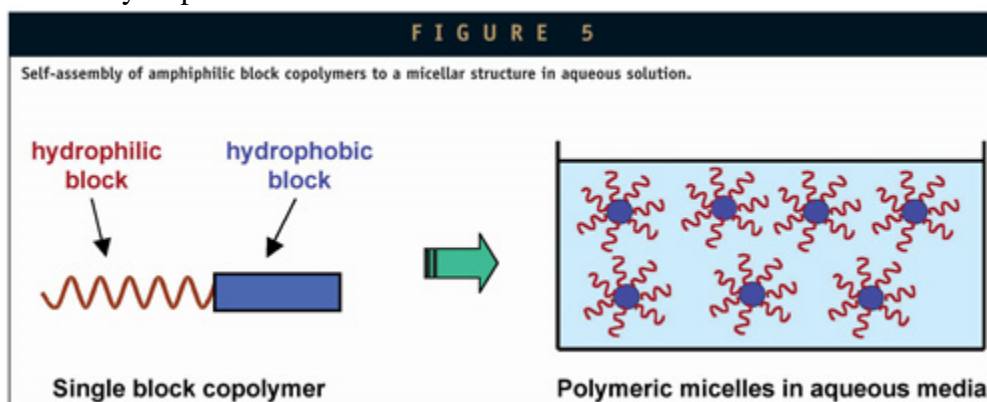 FIGURE 5
Self-assembly of amphiphilic block copolymers to a micellar structure in aqueous solution.
hydrophilic
block
hydrophobic
block
Single block copolymer
Polymeric micelles in aqueous media